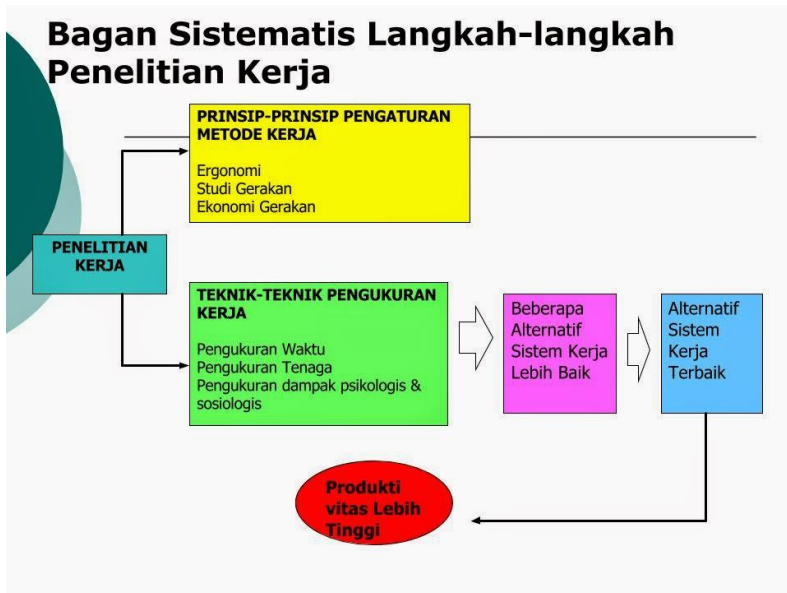 Bagan Sistematis Langkah-langkah
Penelitian Kerja
PRINSIP-PRINSIP PENGATURAN
METODE KERJA
Ergonomi
Studi Gerakan
Ekonomi Gerakan
PENELITIAN
KERJA
TEKNIK-TEKNIK PENGUKURAN
KERJA
Pengukuran Waktu
Pengukuran Tenaga
Pengukuran dampak psikologis &
sosiologis
Beberapa
Alternatif
Sistem Kerja
Lebih Baik
Alternatif
Sistem
Kerja
Terbaik
Produkti
vitas Lebih
Tinggi